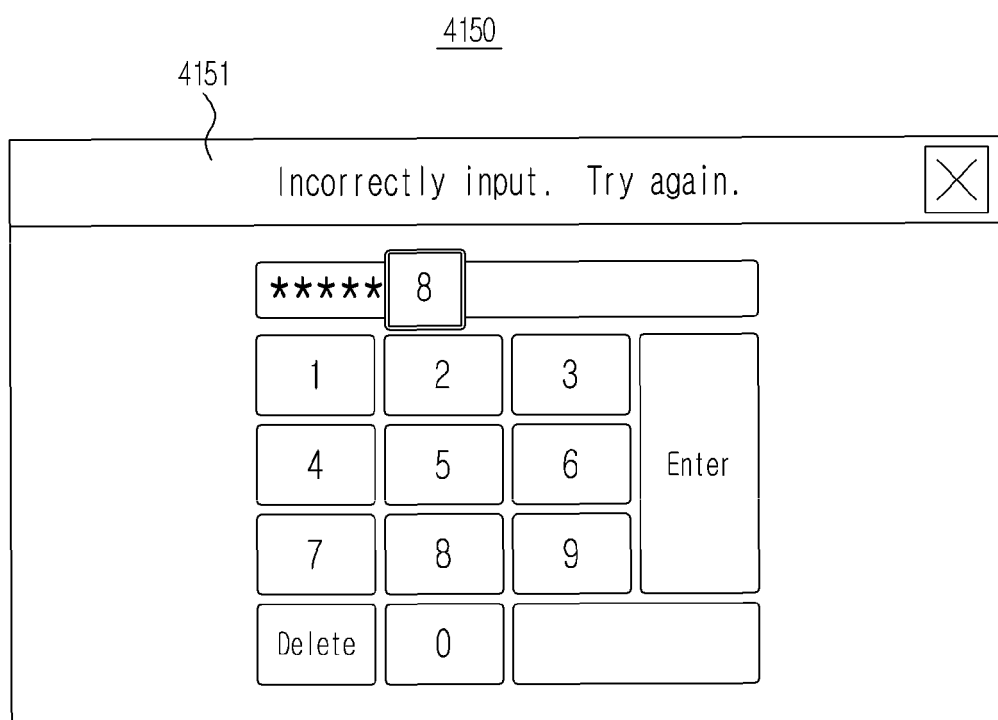 4150
4151
Incorrectly input. Try again.
***** 8
1 2 3
4 5 6 Enter
7 8 9
Delete 0